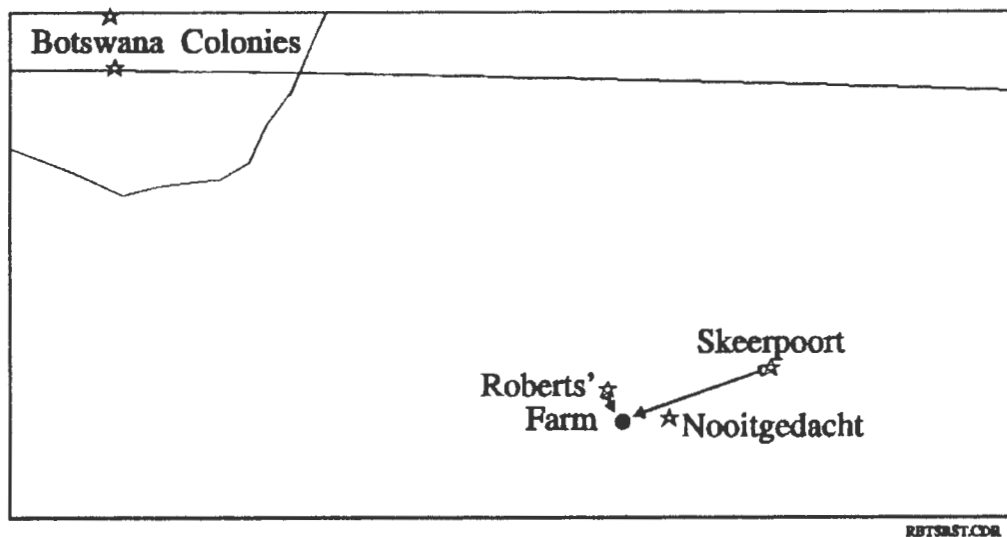 Botswana Colonies
Skeerpoort
Roberts'
Farm
Nooitgedacht
RBTSRST.CDR